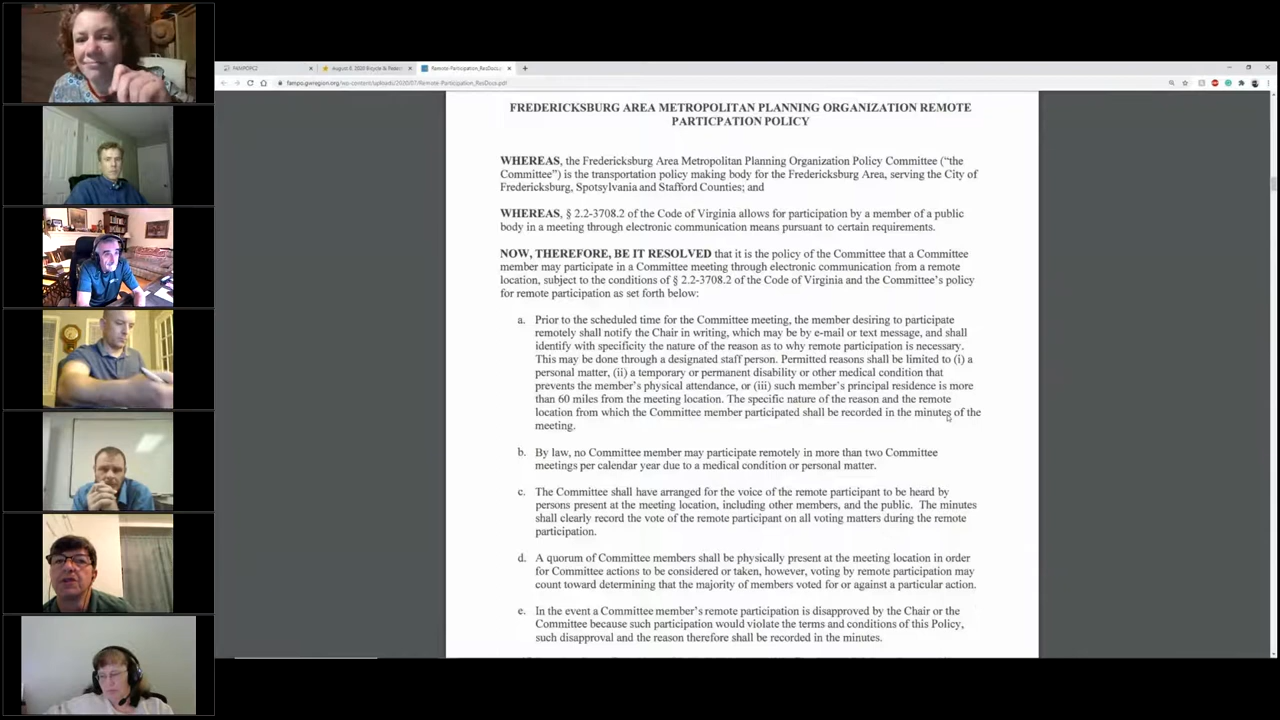 FAMPOPC2
august 8, 2020 Bicycle & Pedest
Remote-Participation_ResDocs.p
fampo.gwregion.org/wp-content/uploads/2020/07/Remote-Participation_ResDocs.pdf
FREDERICKSBURG AREA METROPOLITAN PLANNING ORGANIZATION REMOTE
PARTICPATION POLICY
WHEREAS, the Fredericksburg Area Metropolitan Planning Organization Policy Committee ("the
Committee") is the transportation policy making body for the Fredericksburg Area, serving the City of
Fredericksburg, Spotsylvania and Stafford Counties; and
WHEREAS, § 2.2-3708.2 of the Code of Virginia allows for participation by a member of a public
body in a meeting through electronic communication means pursuant to certain requirements.
NOW, THEREFORE, BE IT RESOLVED that it is the policy of the Committee that a Committee
member may participate in a Committee meeting through electronic communication from a remote
location, subject to the conditions of § 2.2-3708.2 of the Code of Virginia and the Committee's policy
for remote participation as set forth below:
a. Prior to the scheduled time for the Committee meeting, the member desiring to participate
remotely shall notify the Chair in writing, which may be by e-mail or text message, and shall
identify with specificity the nature of the reason as to why remote participation is necessary.
This may be done through a designated staff person. Permitted reasons shall be limited to (i) a
personal matter, (ii) a temporary or permanent disability or other medical condition that
prevents the member's physical attendance, or (iii) such member's principal residence is more
than 60 miles from the meeting location. The specific nature of the reason and the remote
location from which the Committee member participated shall be recorded in the minutes of the
meeting.
b. By law, no Committee member may participate remotely in more than two Committee
meetings per calendar year due to a medical condition or personal matter.
c. The Committee shall have arranged for the voice of the remote participant to be heard by
persons present at the meeting location, including other members, and the public. The minutes
shall clearly record the vote of the remote participant on all voting matters during the remote
participation.
d. A quorum of Committee members shall be physically present at the meeting location in order
for Committee actions to be considered or taken, however, voting by remote participation may
count toward determining that the majority of members voted for or against a particular action.
e. In the event a Committee member's remote participation is disapproved by the Chair or the
Committee because such participation would violate the terms and conditions of this Policy,
such disapproval and the reason therefore shall be recorded in the minutes.